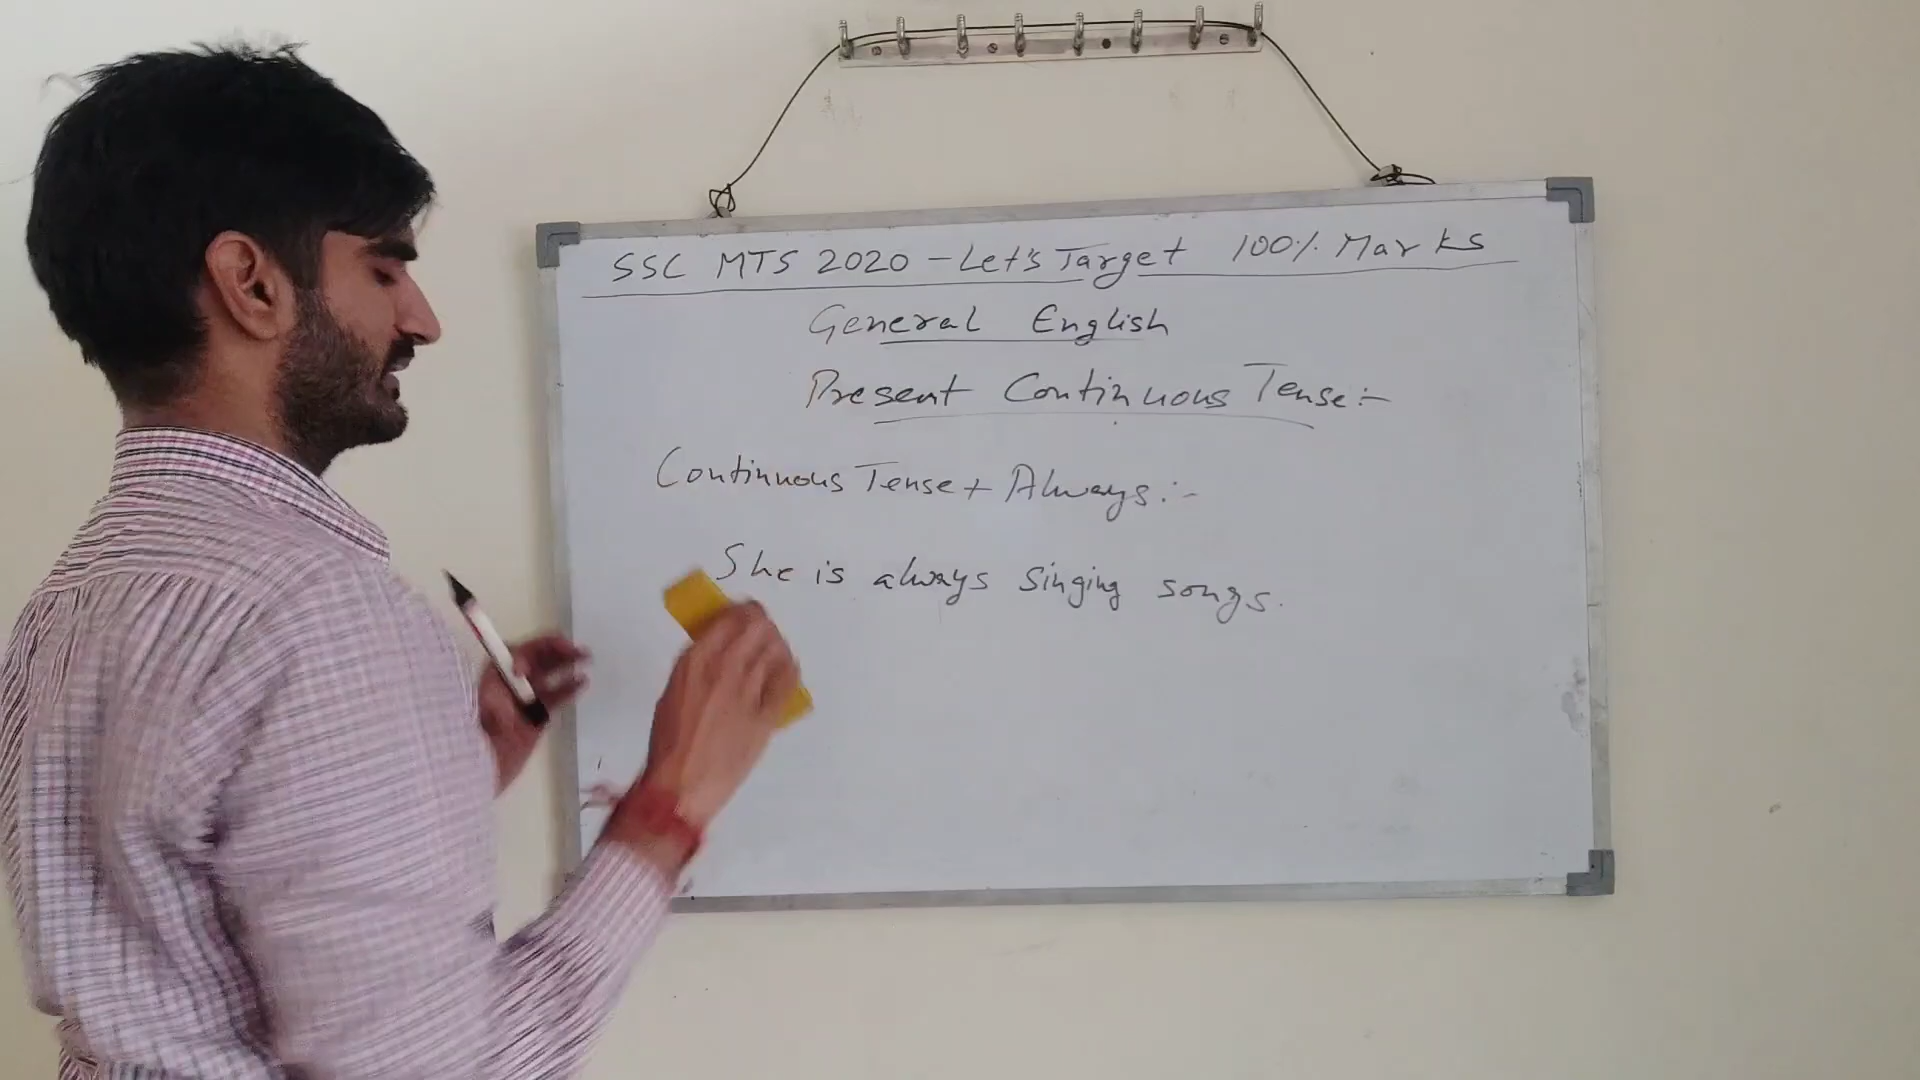 SSC MTS 2020 - Let's Target 100% Marks
General English
Present Continuous Tense:-
Continuous Tense + Always:-
She is always singing songs.